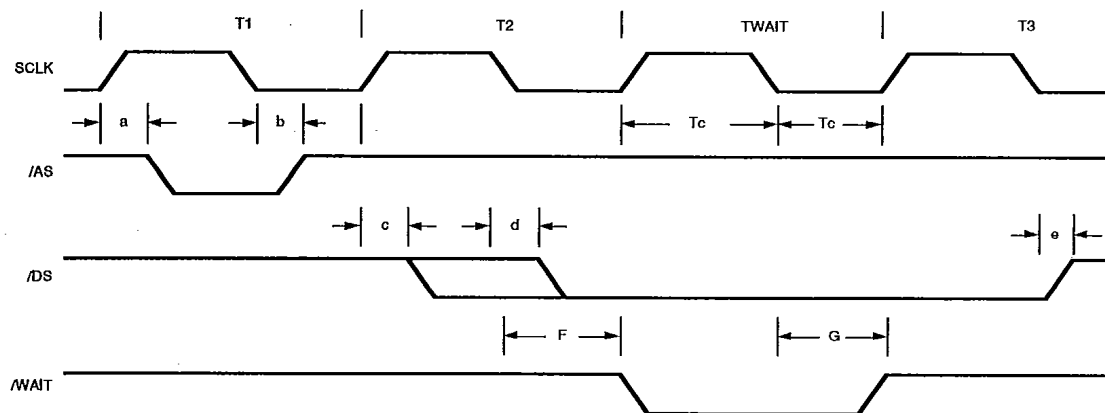 T1 T2 TWAIT T3
SCLK
a b Tc Tc
/AS
c d e
/DS
F G
/WAIT